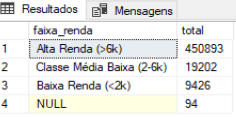 Resultados Mensagens
faixa_renda total
1 Alta Renda (>6k) 450893
2 Classe Média Baixa (2-6k) 19202
3 Baixa Renda (<2k) 9426
4 NULL 94